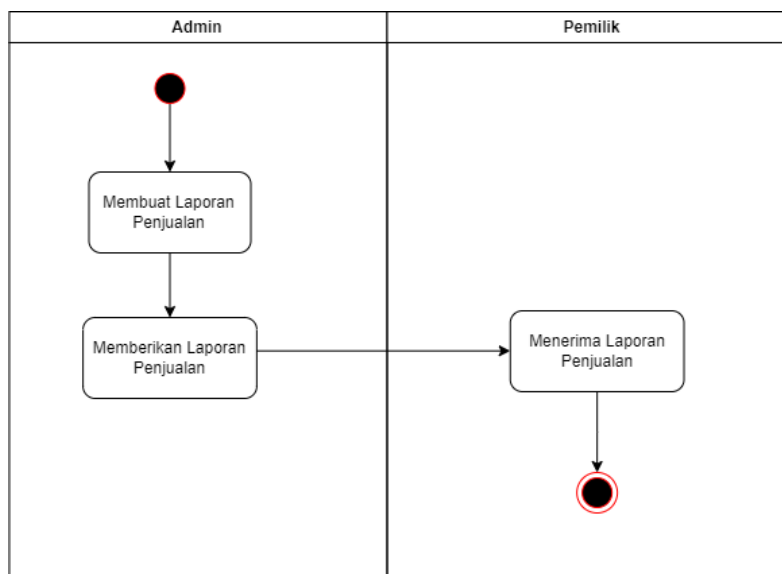 Admin
Pemilik
Membuat Laporan
Penjualan
Memberikan Laporan
Penjualan
Menerima Laporan
Penjualan